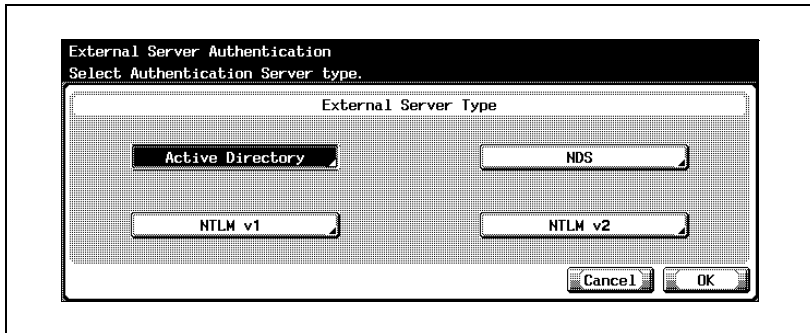 External Server Authentication
Select Authentication Server type.
External Server Type
Active Directory
NDS
NTLM v1
NTLM v2
Cancel
OK